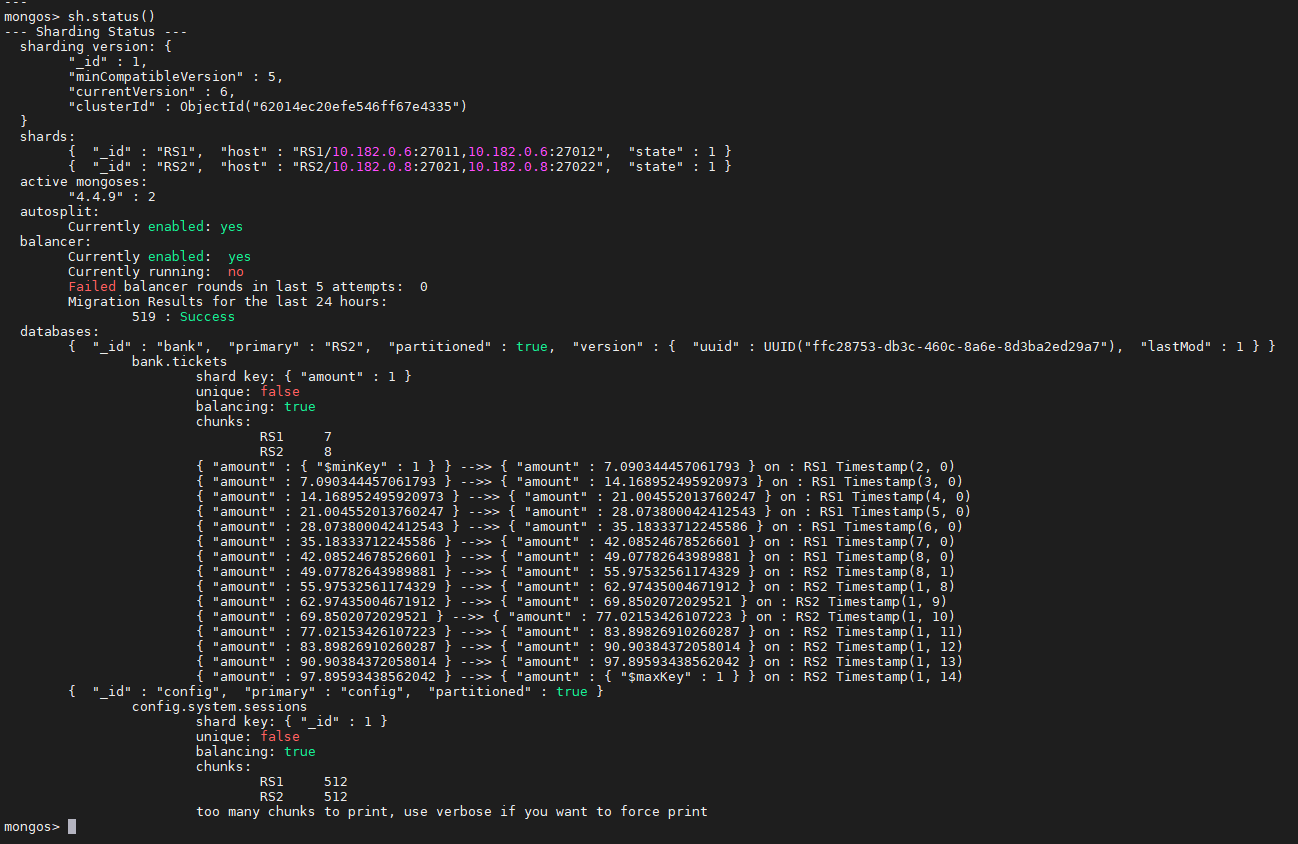 ---
mongos> sh.status()
--- Sharding Status ---
  sharding version: {
        "_id" : 1,
        "minCompatibleVersion" : 5,
        "currentVersion" : 6,
        "clusterId" : ObjectId("62014ec20efe546ff67e4335")
  }
  shards:
        {  "_id" : "RS1",  "host" : "RS1/10.182.0.6:27011,10.182.0.6:27012",  "state" : 1 }
        {  "_id" : "RS2",  "host" : "RS2/10.182.0.8:27021,10.182.0.8:27022",  "state" : 1 }
  active mongoses:
        "4.4.9" : 2
  autosplit:
        Currently enabled: yes
  balancer:
        Currently enabled:  yes
        Currently running:  no
        Failed balancer rounds in last 5 attempts:  0
        Migration Results for the last 24 hours:
                519 : Success
  databases:
        {  "_id" : "bank",  "primary" : "RS2",  "partitioned" : true,  "version" : {  "uuid" : UUID("ffc28753-db3c-460c-8a6e-8d3ba2ed29a7"),  "lastMod" : 1 } }
                bank.tickets
                        shard key: { "amount" : 1 }
                        unique: false
                        balancing: true
                        chunks:
                                RS1     7
                                RS2     8
                        { "amount" : { "$minKey" : 1 } } -->> { "amount" : 7.090344457061793 } on : RS1 Timestamp(2, 0)
                        { "amount" : 7.090344457061793 } -->> { "amount" : 14.168952495920973 } on : RS1 Timestamp(3, 0)
                        { "amount" : 14.168952495920973 } -->> { "amount" : 21.004552013760247 } on : RS1 Timestamp(4, 0)
                        { "amount" : 21.004552013760247 } -->> { "amount" : 28.073800042412543 } on : RS1 Timestamp(5, 0)
                        { "amount" : 28.073800042412543 } -->> { "amount" : 35.18333712245586 } on : RS1 Timestamp(6, 0)
                        { "amount" : 35.18333712245586 } -->> { "amount" : 42.08524678526601 } on : RS1 Timestamp(7, 0)
                        { "amount" : 42.08524678526601 } -->> { "amount" : 49.07782643989881 } on : RS1 Timestamp(8, 0)
                        { "amount" : 49.07782643989881 } -->> { "amount" : 55.97532561174329 } on : RS2 Timestamp(8, 1)
                        { "amount" : 55.97532561174329 } -->> { "amount" : 62.97435004671912 } on : RS2 Timestamp(1, 8)
                        { "amount" : 62.97435004671912 } -->> { "amount" : 69.8502072029521 } on : RS2 Timestamp(1, 9)
                        { "amount" : 69.8502072029521 } -->> { "amount" : 77.02153426107223 } on : RS2 Timestamp(1, 10)
                        { "amount" : 77.02153426107223 } -->> { "amount" : 83.89826910260287 } on : RS2 Timestamp(1, 11)
                        { "amount" : 83.89826910260287 } -->> { "amount" : 90.90384372058014 } on : RS2 Timestamp(1, 12)
                        { "amount" : 90.90384372058014 } -->> { "amount" : 97.89593438562042 } on : RS2 Timestamp(1, 13)
                        { "amount" : 97.89593438562042 } -->> { "amount" : { "$maxKey" : 1 } } on : RS2 Timestamp(1, 14)
        {  "_id" : "config",  "primary" : "config",  "partitioned" : true }
                config.system.sessions
                        shard key: { "_id" : 1 }
                        unique: false
                        balancing: true
                        chunks:
                                RS1     512
                                RS2     512
                        too many chunks to print, use verbose if you want to force print
mongos>